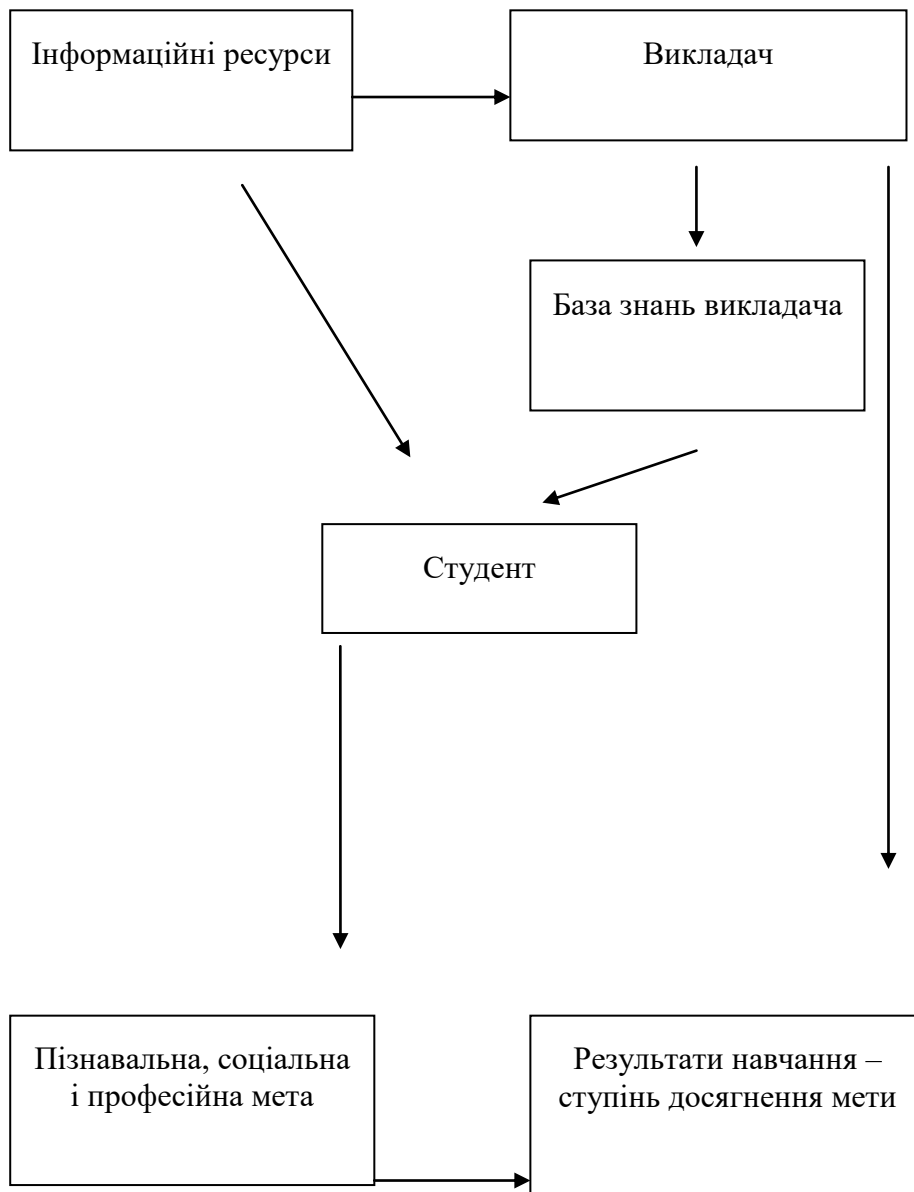 Інформаційні ресурси
Викладач
База знань викладача
Студент
Пізнавальна, соціальна
і професійна мета
Результати навчання –
ступінь досягнення мети